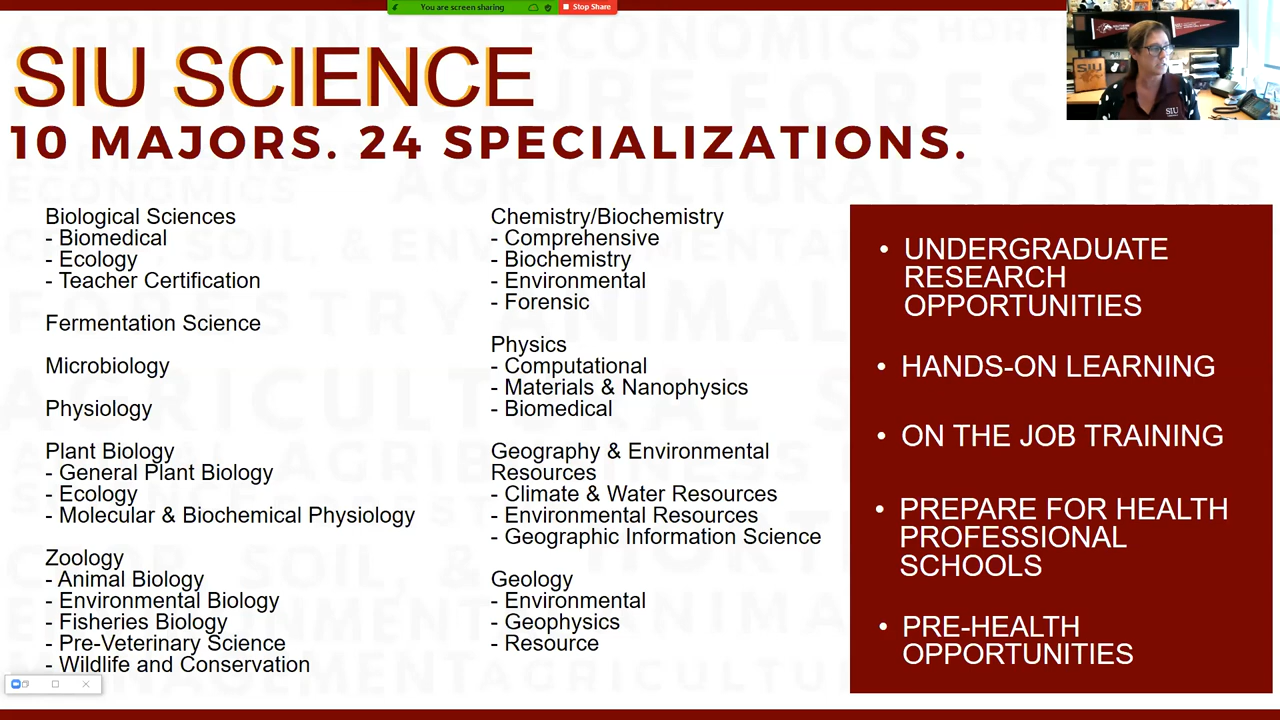 You are screen sharing
Stop Share
SIU SCIENCE
10 MAJORS. 24 SPECIALIZATIONS.
Biological Sciences
- Biomedical
- Ecology
- Teacher Certification
Fermentation Science
Microbiology
Physiology
Plant Biology
- General Plant Biology
- Ecology
- Molecular & Biochemical Physiology
Zoology
- Animal Biology
- Environmental Biology
- Fisheries Biology
- Pre-Veterinary Science
- Wildlife and Conservation
Chemistry/Biochemistry
- Comprehensive
- Biochemistry
- Environmental
- Forensic
Physics
- Computational
- Materials & Nanophysics
- Biomedical
Geography & Environmental
Resources
- Climate & Water Resources
- Environmental Resources
- Geographic Information Science
Geology
- Environmental
- Geophysics
- Resource
• UNDERGRADUATE
RESEARCH
OPPORTUNITIES
• HANDS-ON LEARNING
• ON THE JOB TRAINING
• PREPARE FOR HEALTH
PROFESSIONAL
SCHOOLS
• PRE-HEALTH
OPPORTUNITIES
SIU
SIU